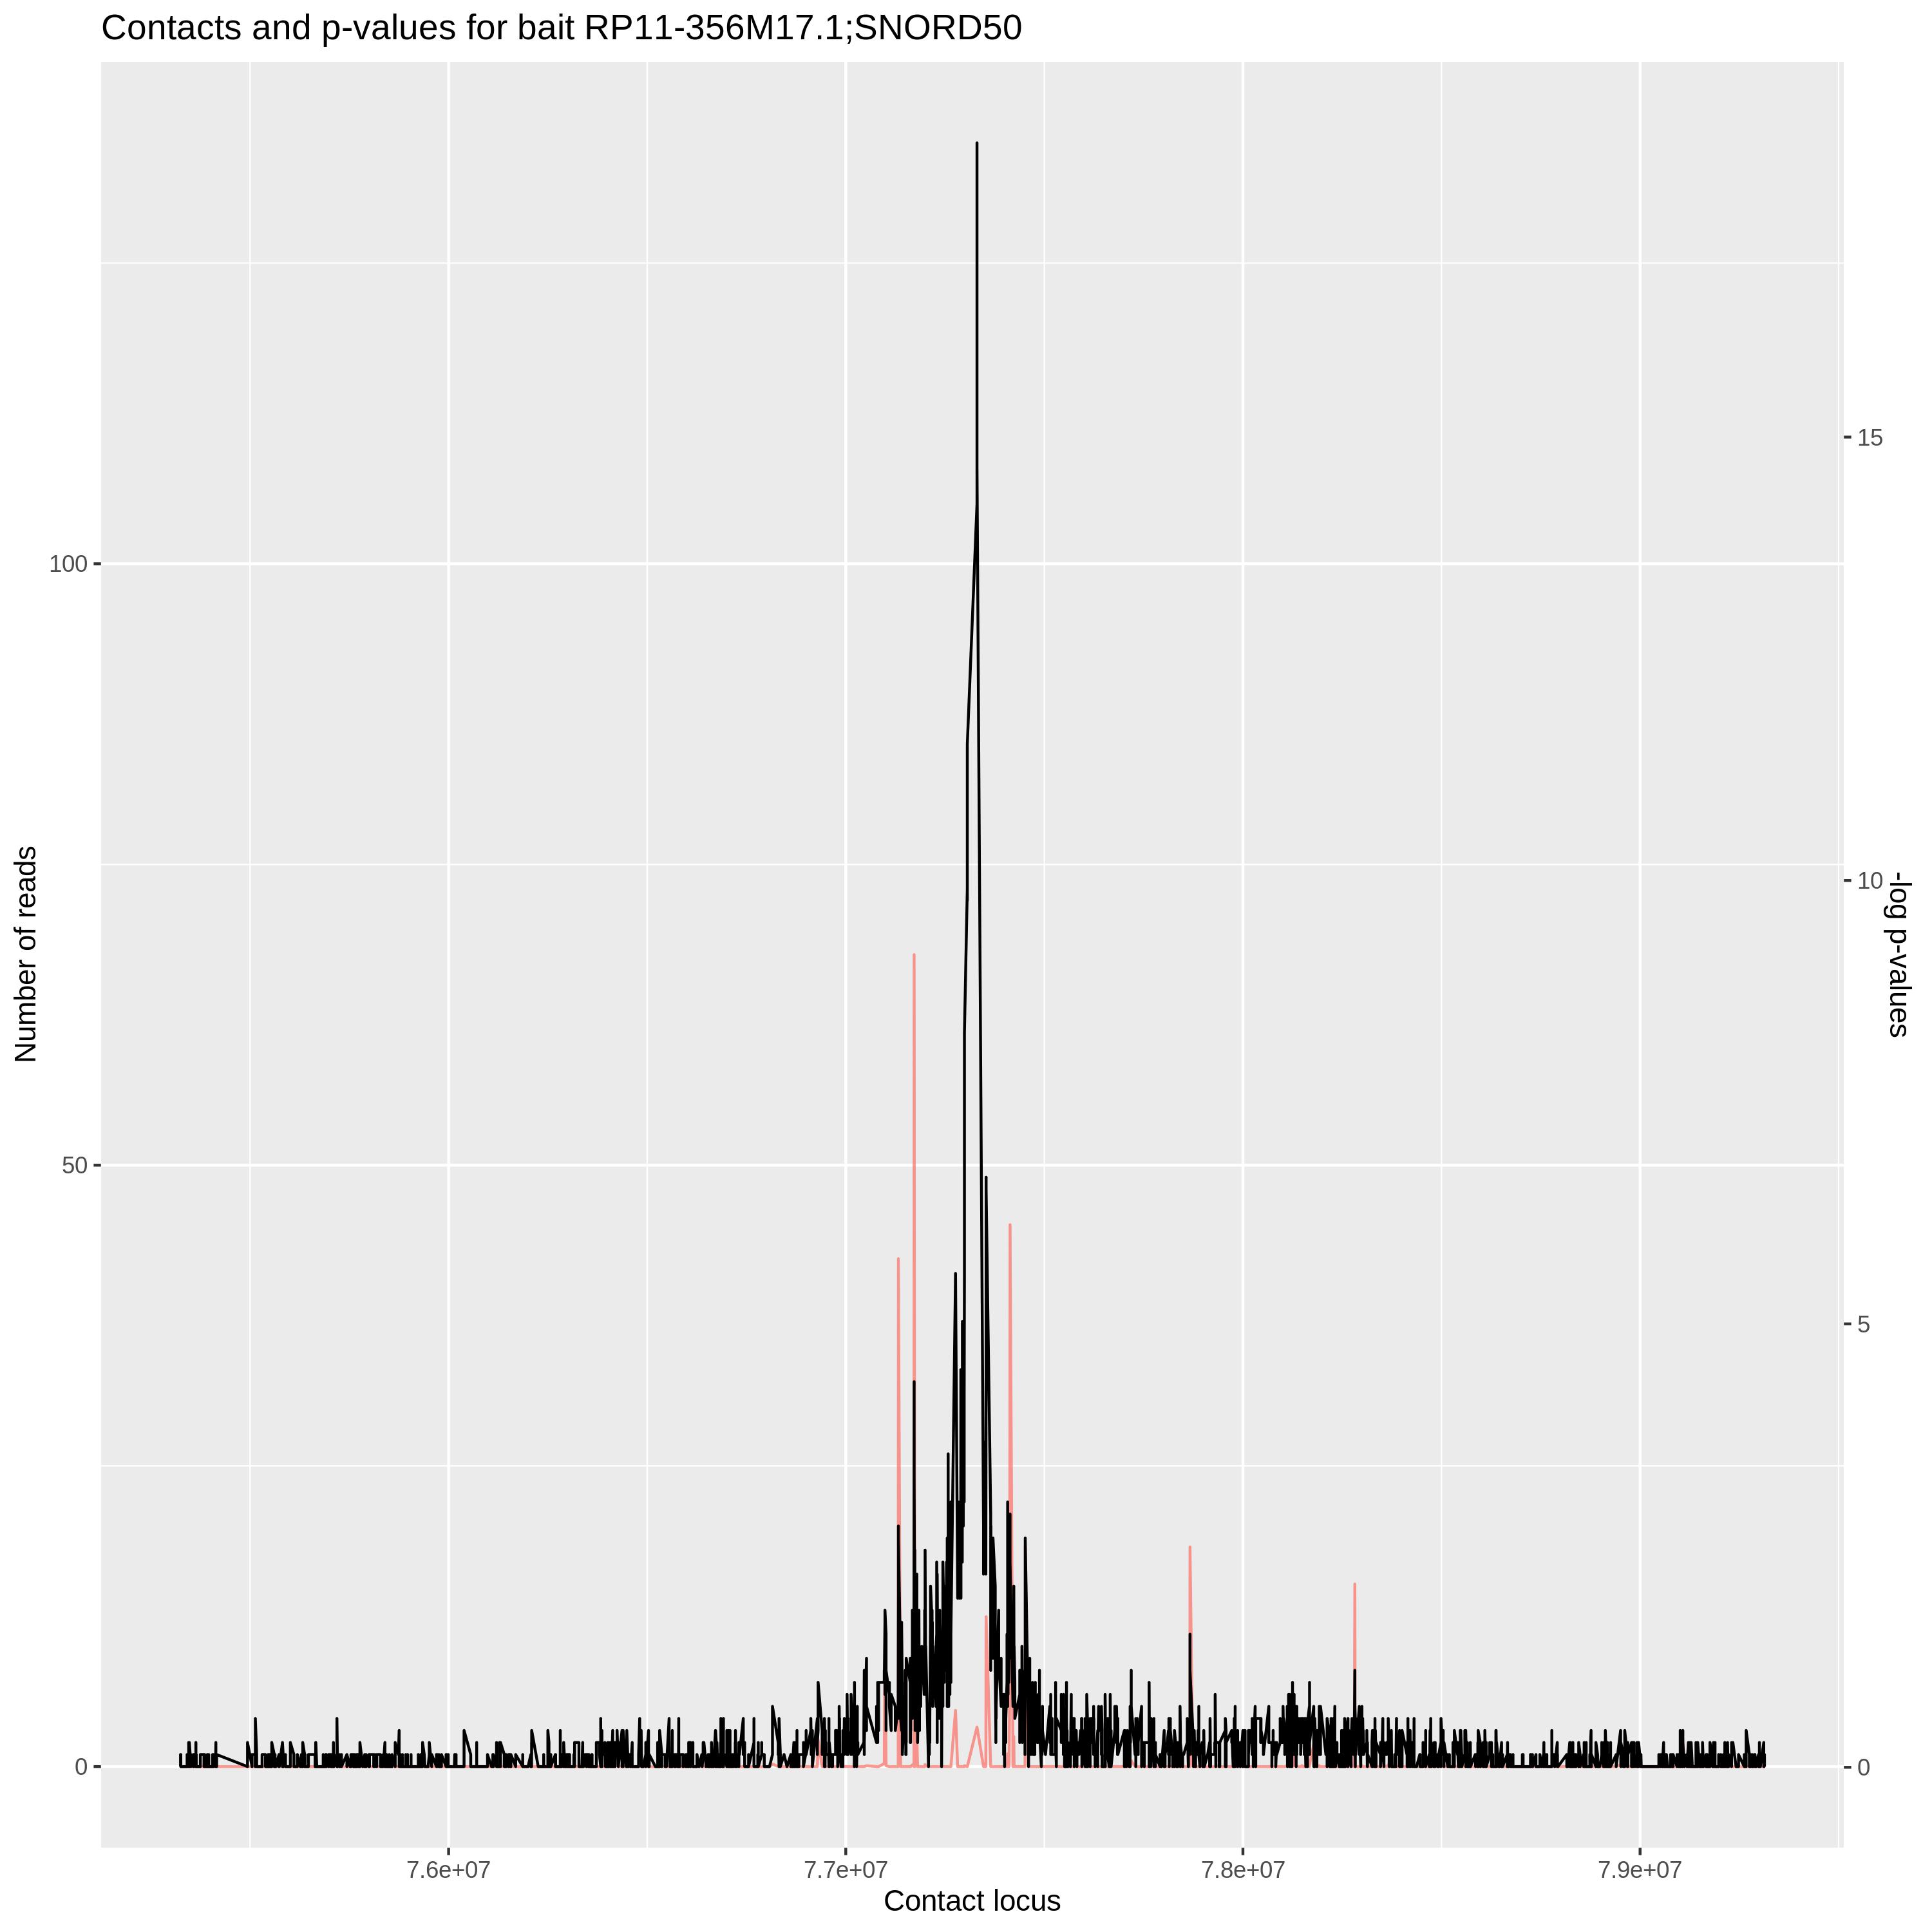 Contacts and p-values for bait RP11-356M17.1;SNORD50
100
50
0
Number of reads
15
10
5
0
-log p-values
7.6e+07 7.7e+07 7.8e+07 7.9e+07
Contact locus